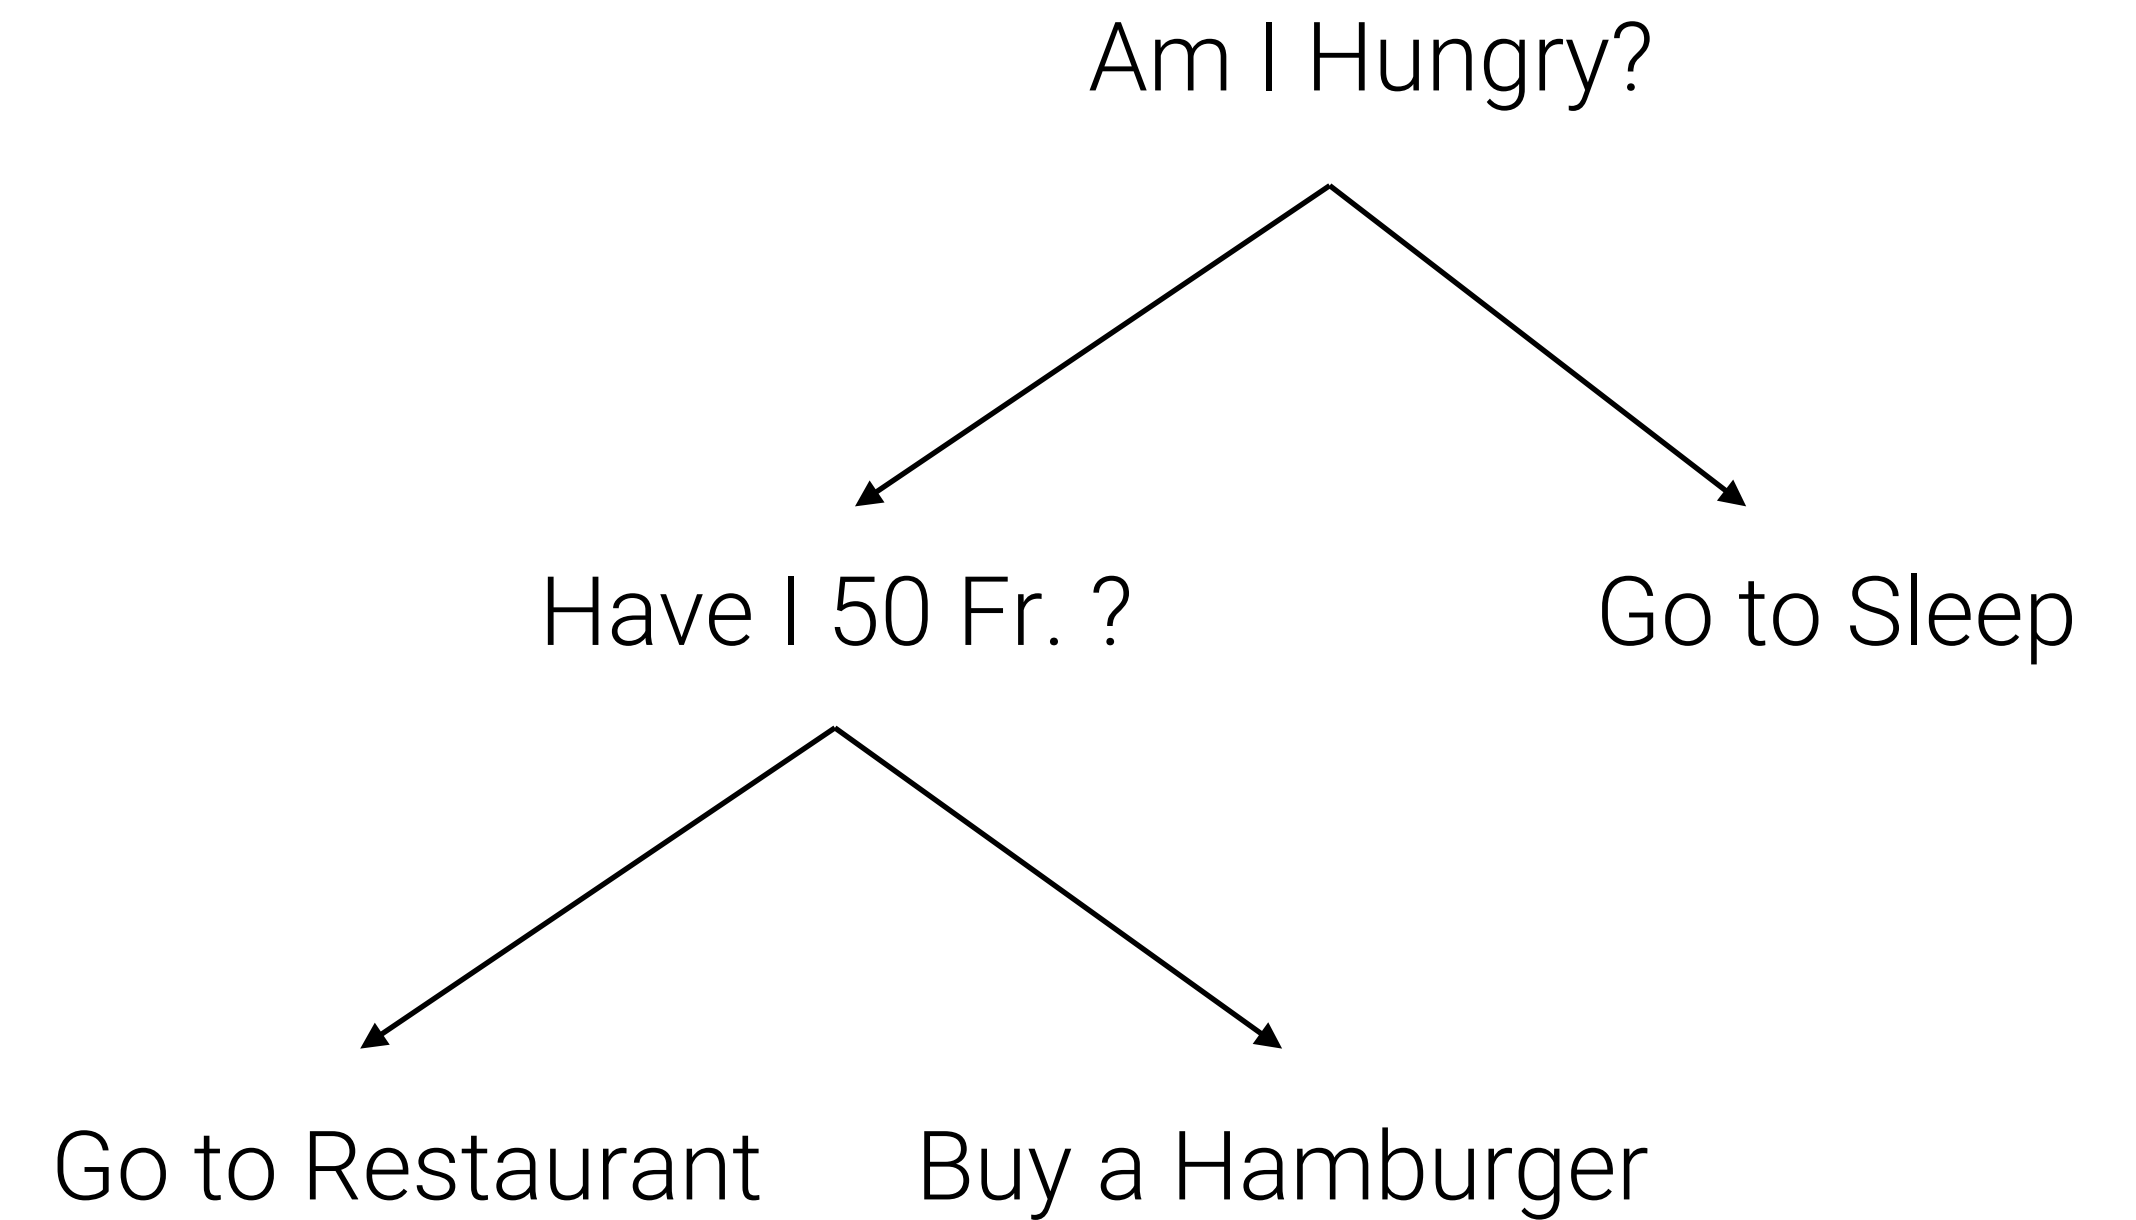 Am I Hungry?
Have I 50 Fr. ?
Go to Sleep
Go to Restaurant
Buy a Hamburger